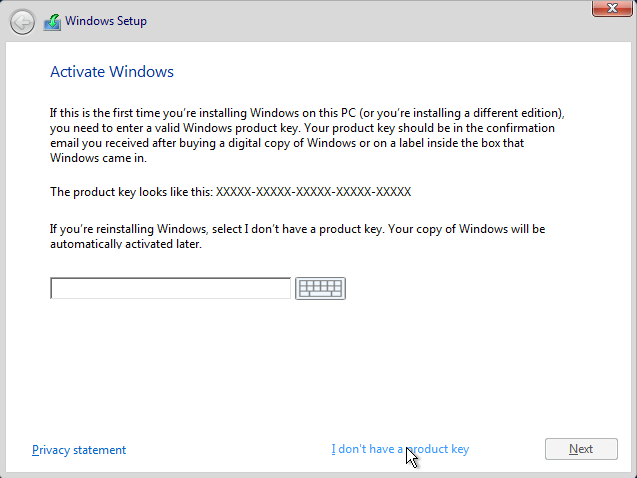 Windows Setup
Activate Windows
If this is the first time you're installing Windows on this PC (or you're installing a different edition),
you need to enter a valid Windows product key. Your product key should be in the confirmation
email you received after buying a digital copy of Windows or on a label inside the box that
Windows came in.
The product key looks like this: XXXXX-XXXXX-XXXXX-XXXXX-XXXXX
If you're reinstalling Windows, select I don't have a product key. Your copy of Windows will be
automatically activated later.
Privacy statement
I don't have a product key
Next